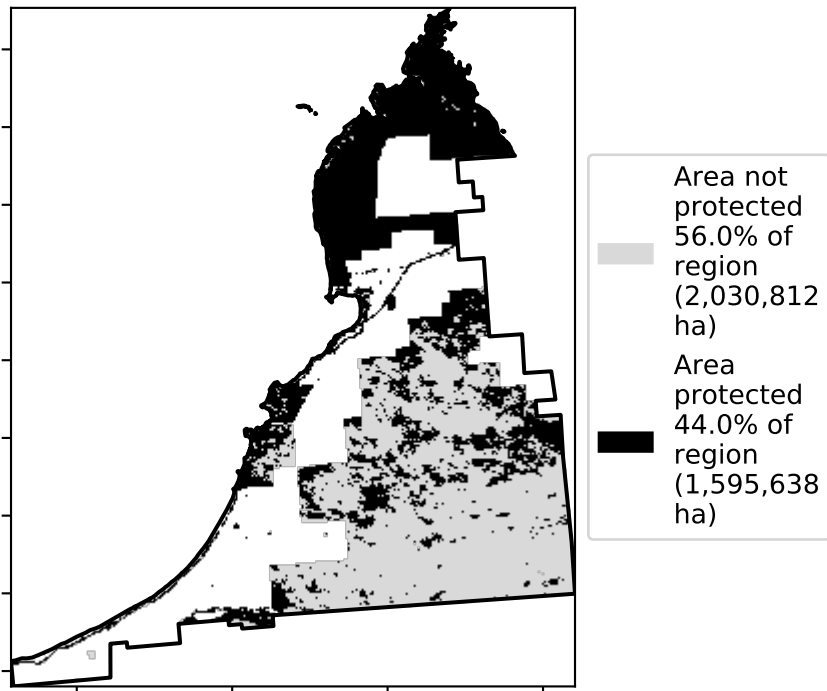 Area not
protected
56.0% of
region
(2,030,812
ha)
Area
protected
44.0% of
region
(1,595,638
ha)